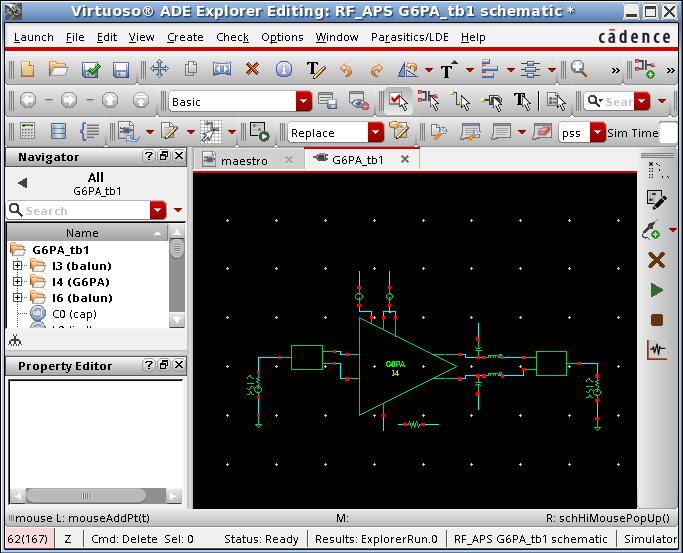 Virtuoso® ADE Explorer Editing: RF_APS G6PA_tb1 schematic *
Launch File Edit View Create Check Options Window Parasitics/LDE Help cādence
Basic Sear
Replace pss Sim Time
Navigator
maestro G6PA_tb1
All
G6PA_tb1
Search
Name
G6PA_tb1
I3 (balun)
I4 (G6PA)
I6 (balun)
C0 (cap)
G6PA
I4
Property Editor
mouse L: mouseAddPt(t) M: R: schHiMousePopUp()
62(167) Z Cmd: Delete Sel: 0 Status: Ready Results: ExplorerRun.0 RF_APS G6PA_tb1 schematic Simulator